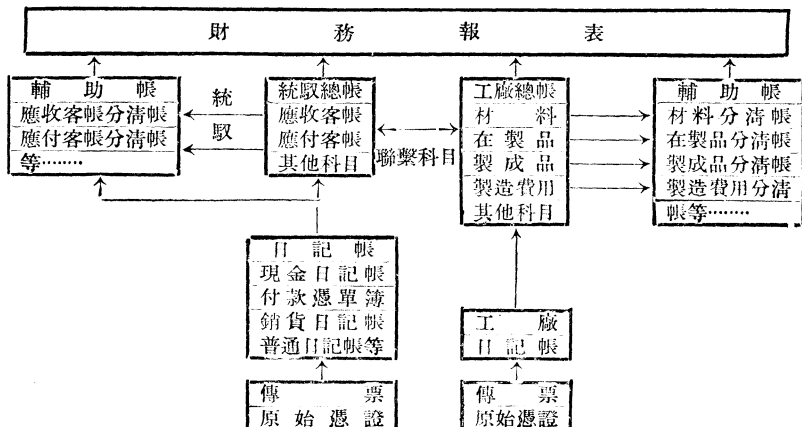 財務報表
輔助帳
應收客帳分清帳
應付客帳分清帳
等………
統馭
統馭總帳
應收客帳
應付客帳
其他科目
聯繫科目
工廠總帳
材料
在製品
製成品
製造費用
其他科目
輔助帳
材料分清帳
在製品分清帳
製成品分清帳
製造費用分清
帳等………
日記帳
現金日記帳
付款憑單簿
銷貨日記帳
普通日記帳等
工廠
日記帳
傳票
原始憑證
傳票
原始憑證